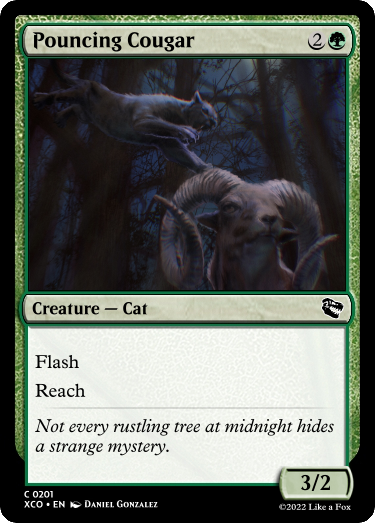 Pouncing Cougar 2
Creature — Cat
Flash
Reach
Not every rustling tree at midnight hides
a strange mystery.
3/2
C 0201
XCO • EN Daniel Gonzalez
©2022 Like a Fox